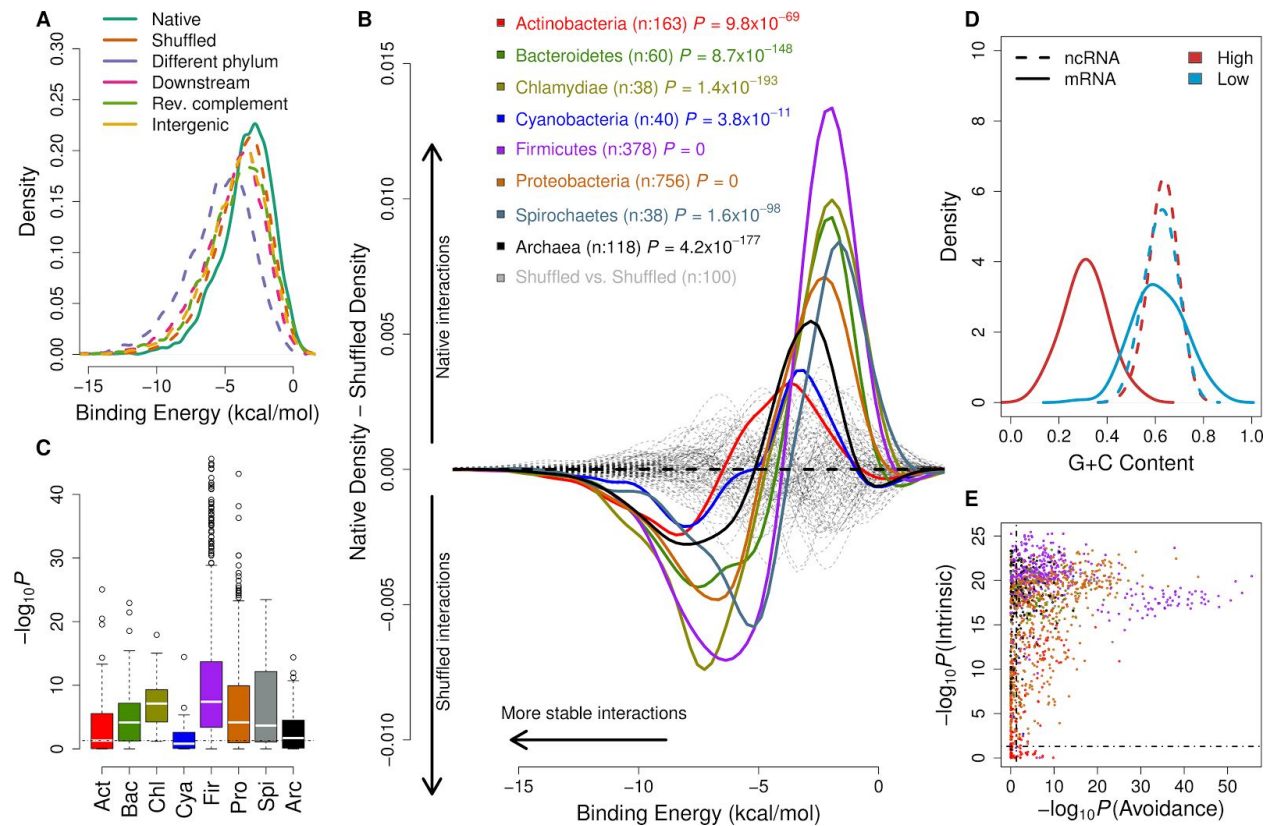 A
Native
Shuffled
Different phylum
Downstream
Rev. complement
Intergenic
0.30
0.25
0.20
0.15
0.10
0.05
0.00
Density
−15
−10
−5
0
Binding Energy (kcal/mol)
B
Actinobacteria (n:163) P = 9.8x10−69
Bacteroidetes (n:60) P = 8.7x10−148
Chlamydiae (n:38) P = 1.4x10−193
Cyanobacteria (n:40) P = 3.8x10−11
Firmicutes (n:378) P = 0
Proteobacteria (n:756) P = 0
Spirochaetes (n:38) P = 1.6x10−98
Archaea (n:118) P = 4.2x10−177
Shuffled vs. Shuffled (n:100)
0.015
0.010
0.005
0.000
−0.005
−0.010
Native Density − Shuffled Density
Native interactions
Shuffled interactions
More stable interactions
−15
−10
−5
0
Binding Energy (kcal/mol)
C
40
30
20
10
0
−log10P
Act
Bac
Chl
Cya
Fir
Pro
Spi
Arc
D
ncRNA
mRNA
High
Low
10
8
6
4
2
0
Density
0.0
0.2
0.4
0.6
0.8
1.0
G+C Content
E
25
20
15
10
5
0
−log10P(Intrinsic)
0
10
20
30
40
50
−log10P(Avoidance)